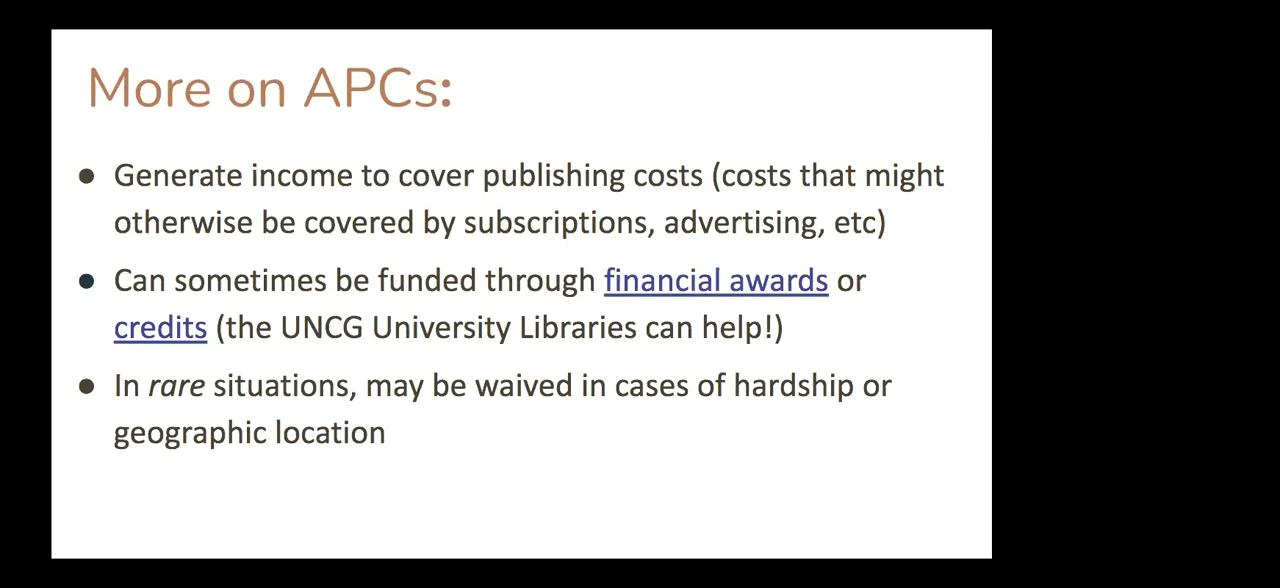 More on APCs:
● Generate income to cover publishing costs (costs that might
otherwise be covered by subscriptions, advertising, etc)
● Can sometimes be funded through financial awards or
credits (the UNCG University Libraries can help!)
● In rare situations, may be waived in cases of hardship or
geographic location